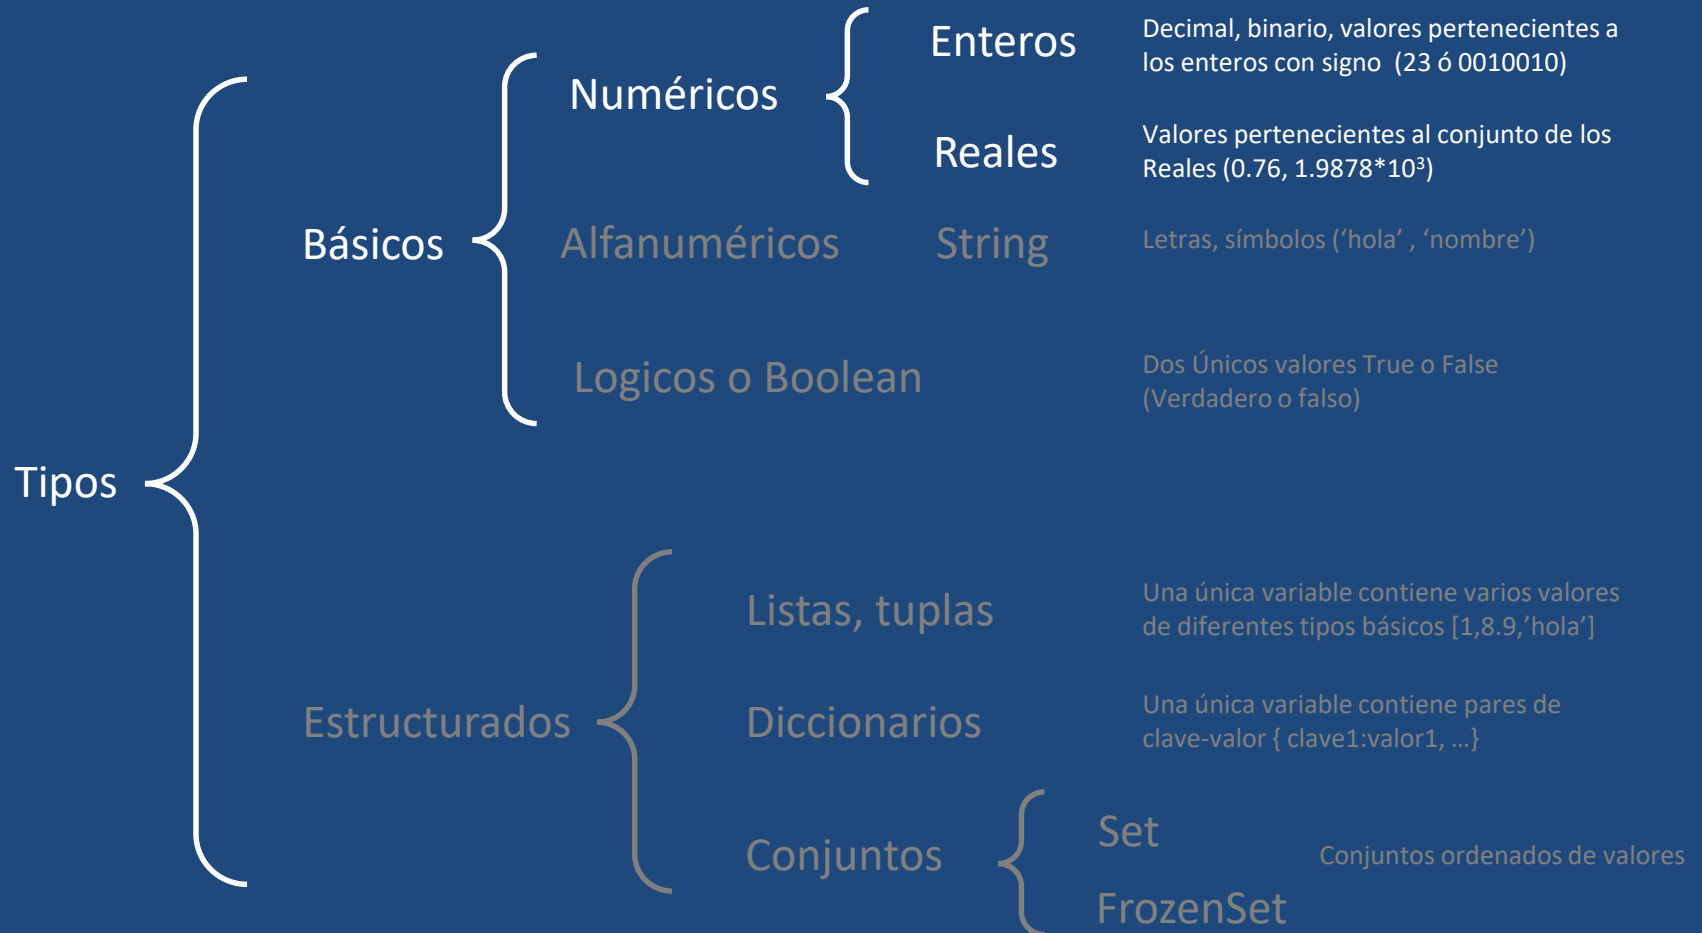 Tipos
Básicos
Numéricos
Enteros
Decimal, binario, valores pertenecientes a
los enteros con signo (23 ó 0010010)
Reales
Valores pertenecientes al conjunto de los
Reales (0.76, 1.9878*10³)
Alfanuméricos
String
Letras, símbolos (‘hola’ , ‘nombre’)
Logicos o Boolean
Dos Únicos valores True o False
(Verdadero o falso)
Estructurados
Listas, tuplas
Una única variable contiene varios valores
de diferentes tipos básicos [1,8.9,’hola’]
Diccionarios
Una única variable contiene pares de
clave-valor { clave1:valor1, …}
Conjuntos
Set
FrozenSet
Conjuntos ordenados de valores